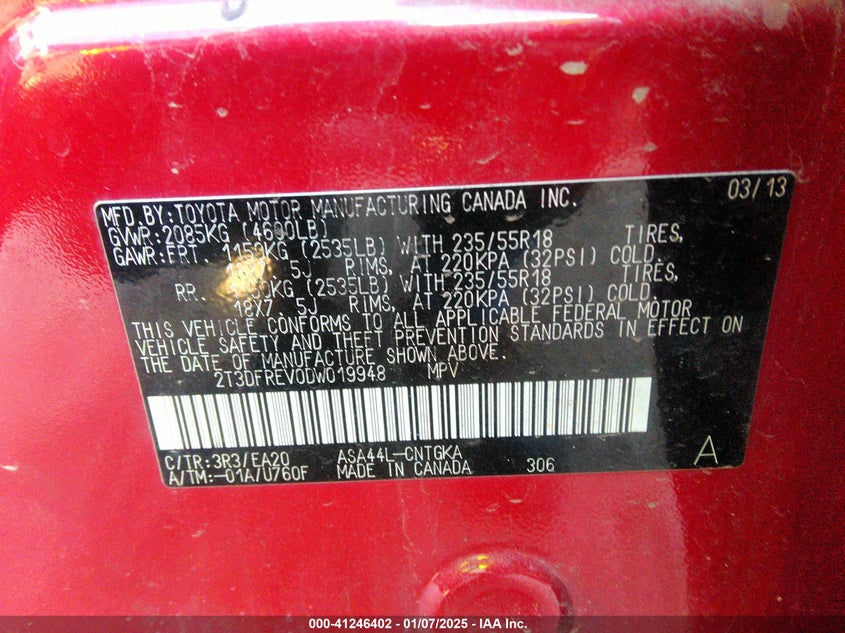 03/13
MFD. BY: TOYOTA MOTOR MANUFACTURING CANADA INC.
GVWR: 2085KG (4600LB)
GAWR: FRT. 1150KG (2535LB) WITH 235/55R18 TIRES,
5J RIMS, AT 220KPA (32PSI) COLD.
RR. (2535LB) WITH 235/55R18 TIRES,
18X7. 5J RIMS, AT 220KPA (32PSI) COLD.
THIS VEHICLE CONFORMS TO ALL APPLICABLE FEDERAL MOTOR
VEHICLE SAFETY AND THEFT PREVENTION STANDARDS IN EFFECT ON
THE DATE OF MANUFACTURE SHOWN ABOVE.
2T3DFREV0DW019948 MPV
C/TR: 3R3/EA20 ASA44L-CNTGKA
A/TM: -01A/U760F MADE IN CANADA 306 A
000-41246402 - 01/07/2025 - IAA Inc.